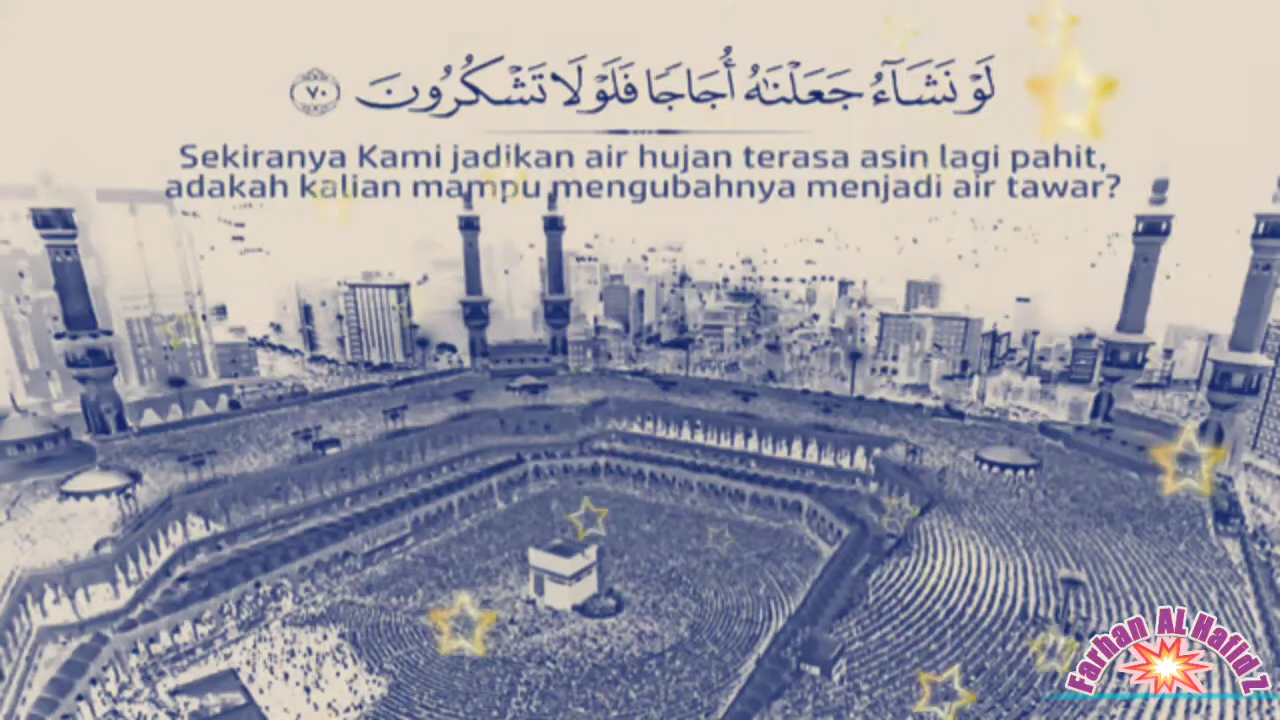 لَوْ نَشَآءُ جَعَلْنَٰهُ أُجَاجًا فَلَوْلَا تَشْكُرُونَ ٧٠
Sekiranya Kami jadikan air hujan terasa asin lagi pahit,
adakah kalian mampu mengubahnya menjadi air tawar?
Farhan AL Hafidz